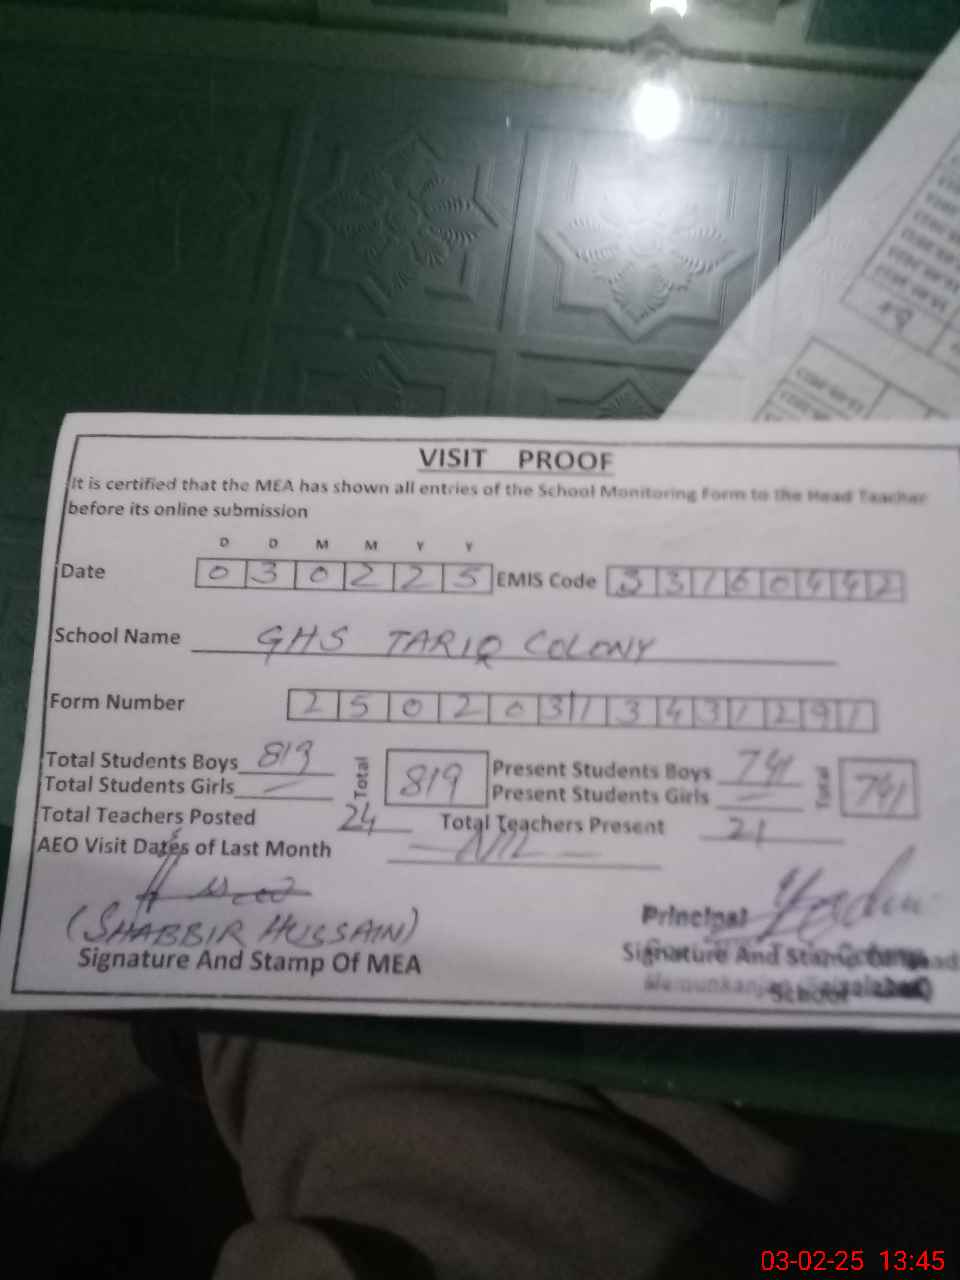 VISIT PROOF
It is certified that the MEA has shown all entries of the School Monitoring Form to the Head Teacher
before its online submission
D D M M Y Y
Date 0 3 0 2 2 5 EMIS Code 3 3 1 6 0 4 4 2
School Name GHS TARIQ COLONY
Form Number 2 5 0 2 0 3 1 3 4 3 1 2 9 1
Total Students Boys 819 Total 819 Present Students Boys 741 Total 741
Total Students Girls — Present Students Girls —
Total Teachers Posted 24 Total Teachers Present 21
AEO Visit Dates of Last Month — NIL —
(SHABBIR HUSSAIN) Principal
Signature And Stamp Of MEA Signature And Stamp Of Head
School
03-02-25 13:45